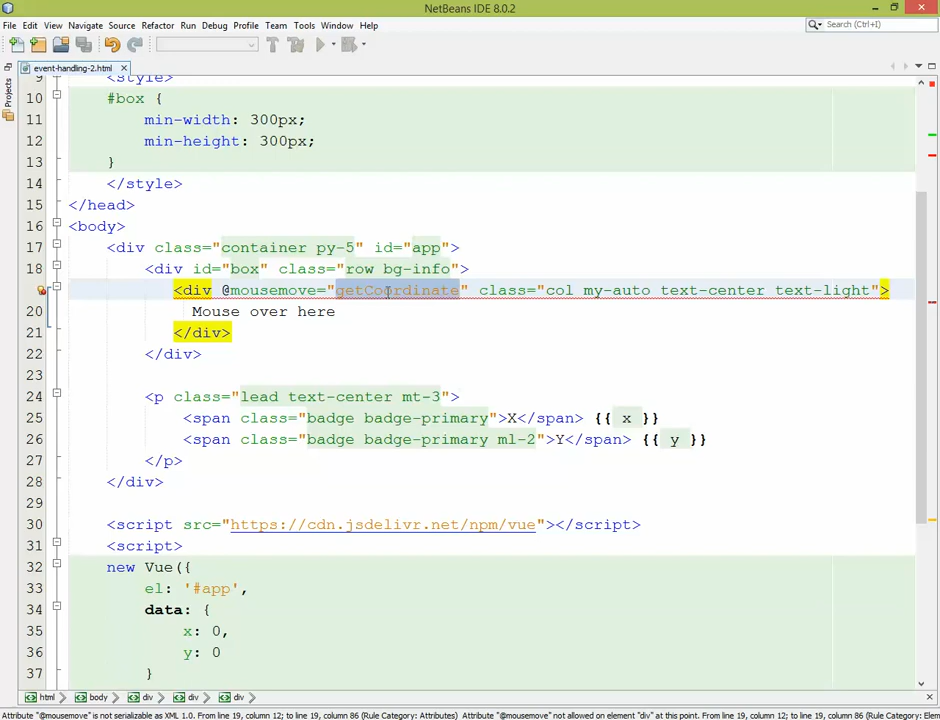 NetBeans IDE 8.0.2
File Edit View Navigate Source Refactor Run Debug Profile Team Tools Window Help
Search (Ctrl+I)
event-handling-2.html
Projects
9 <style>
10 #box {
11 min-width: 300px;
12 min-height: 300px;
13 }
14 </style>
15 </head>
16 <body>
17 <div class="container py-5" id="app">
18 <div id="box" class="row bg-info">
<div @mousemove="getCoordinate" class="col my-auto text-center text-light">
20 Mouse over here
21 </div>
22 </div>
23
24 <p class="lead text-center mt-3">
25 <span class="badge badge-primary">X</span> {{ x }}
26 <span class="badge badge-primary ml-2">Y</span> {{ y }}
27 </p>
28 </div>
29
30 <script src="https://cdn.jsdelivr.net/npm/vue"></script>
31 <script>
32 new Vue({
33 el: '#app',
34 data: {
35 x: 0,
36 y: 0
37 }
html body div div div
Attribute "@mousemove" is not serializable as XML 1.0. From line 19, column 12; to line 19, column 86 (Rule Category: Attributes) Attribute "@mousemove" not allowed on element "div" at this point. From line 19, column 12; to line 19, column 86 (Rule Category: All Other)